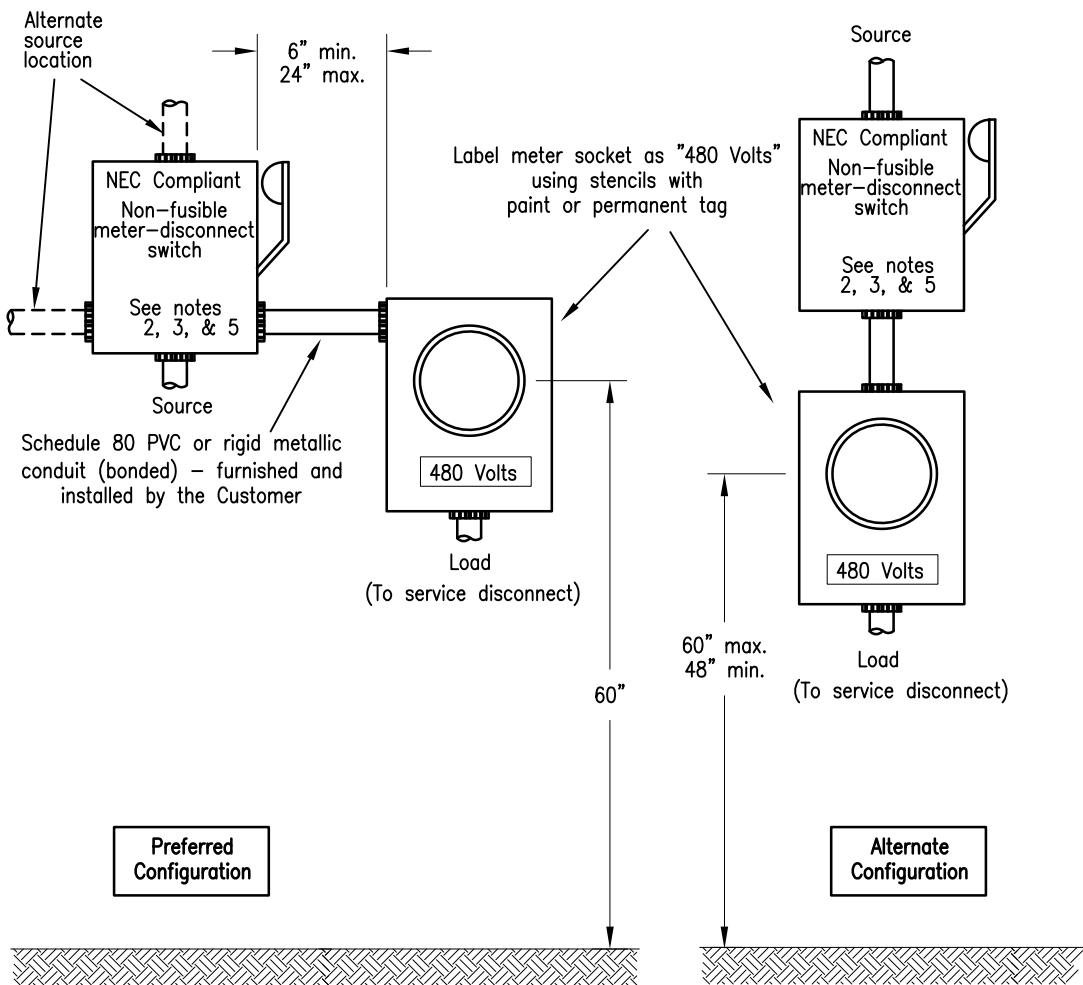 Alternate
source
location
6" min.
24" max.
NEC Compliant
Non-fusible
meter-disconnect
switch
See notes
2, 3, & 5
Source
Schedule 80 PVC or rigid metallic
conduit (bonded) – furnished and
installed by the Customer
Label meter socket as "480 Volts"
using stencils with
paint or permanent tag
480 Volts
Load
(To service disconnect)
60"
Preferred
Configuration
Source
NEC Compliant
Non-fusible
meter-disconnect
switch
See notes
2, 3, & 5
480 Volts
60" max.
48" min.
Load
(To service disconnect)
Alternate
Configuration